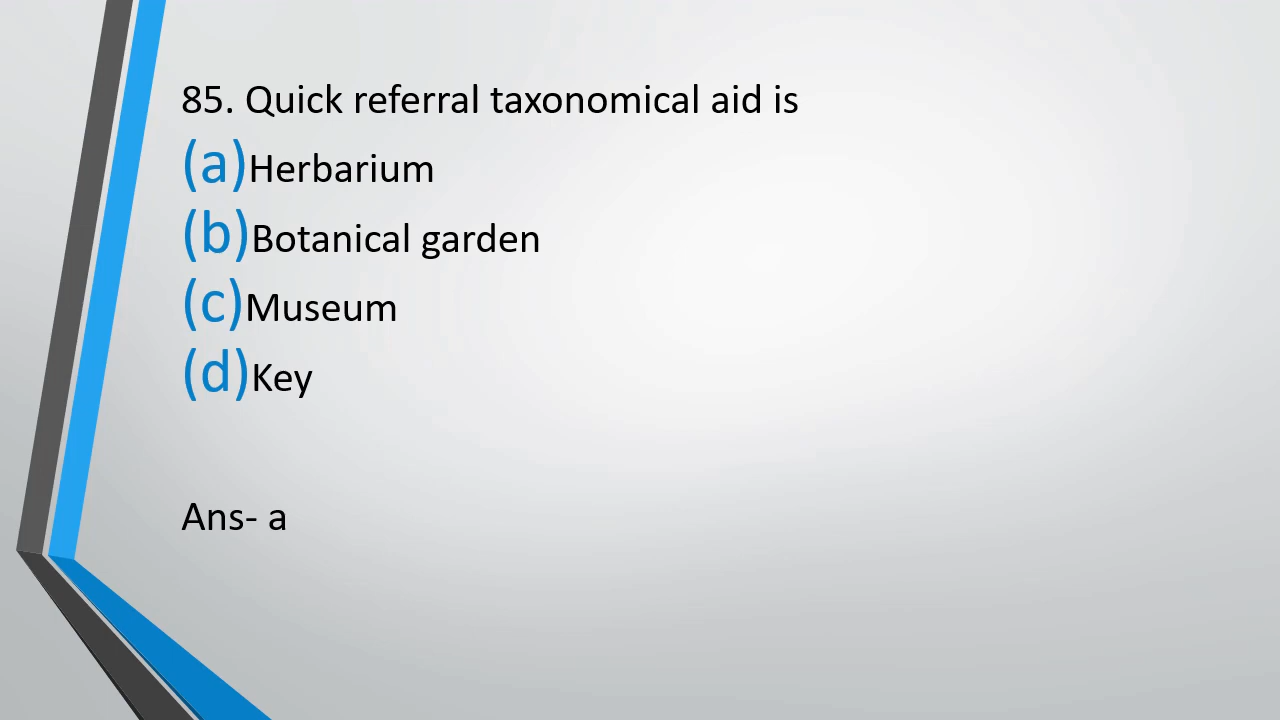 85. Quick referral taxonomical aid is
(a)Herbarium
(b)Botanical garden
(c)Museum
(d)Key
Ans- a